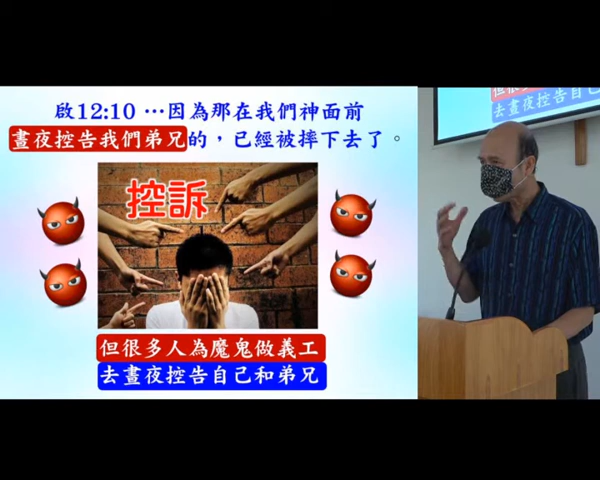 啟12:10 …因為那在我們神面前
晝夜控告我們弟兄的，已經被摔下去了。
控訴
但很多人為魔鬼做義工
去晝夜控告自己和弟兄
但很多
去晝夜控告自己